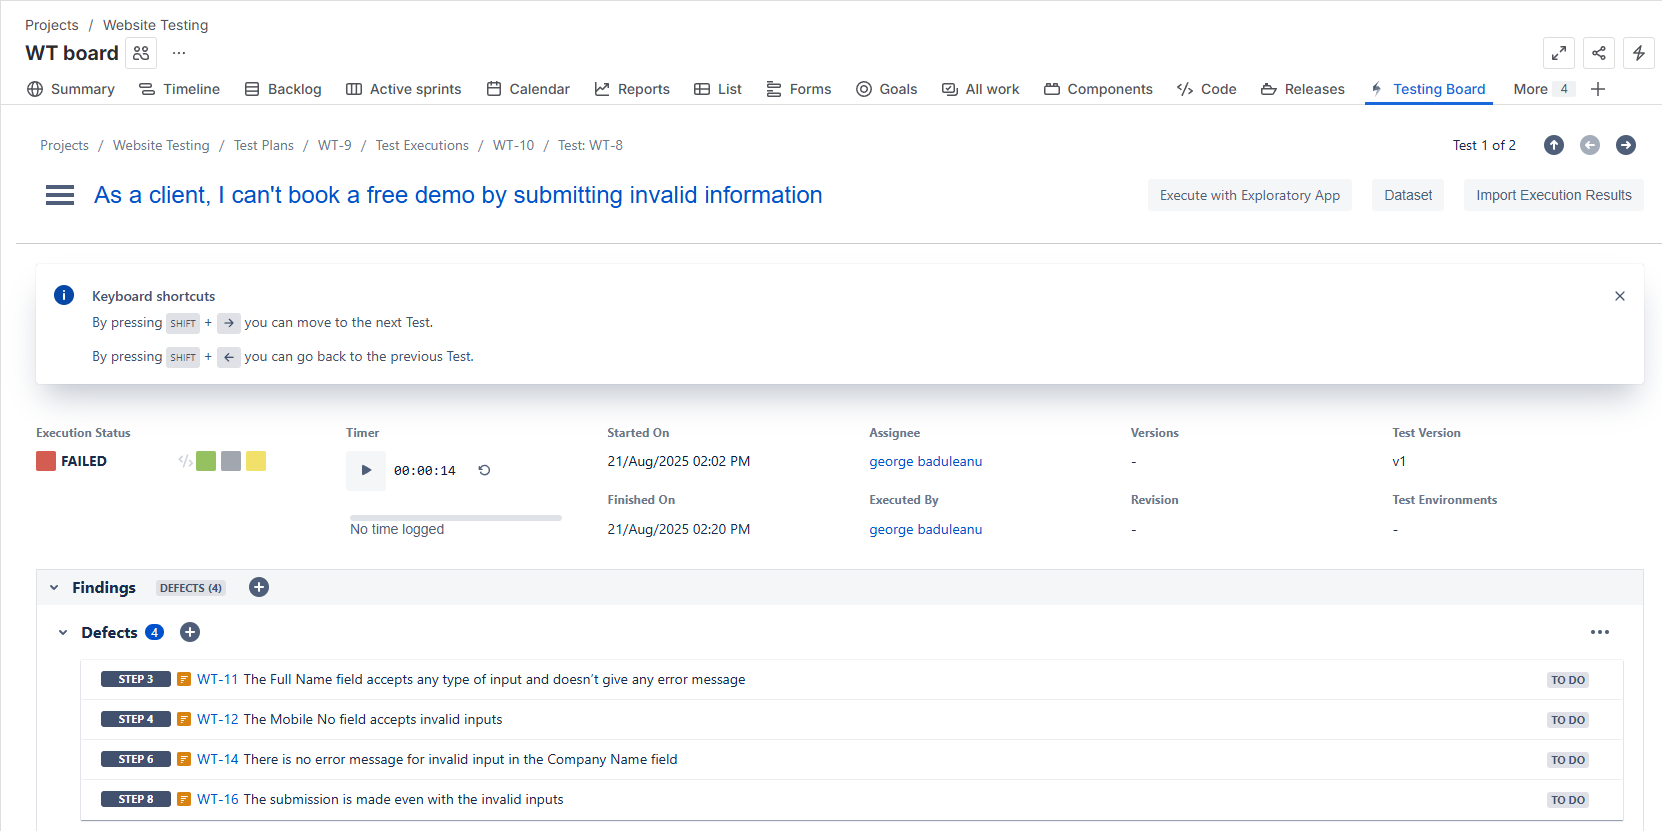 Projects / Website Testing
WT board
Summary Timeline Backlog Active sprints Calendar Reports List Forms Goals All work Components Code Releases Testing Board More 4
Projects / Website Testing / Test Plans / WT-9 / Test Executions / WT-10 / Test: WT-8
Test 1 of 2
As a client, I can't book a free demo by submitting invalid information
Execute with Exploratory App Dataset Import Execution Results
Keyboard shortcuts
By pressing SHIFT + → you can move to the next Test.
By pressing SHIFT + ← you can go back to the previous Test.
Execution Status Timer Started On Assignee Versions Test Version
FAILED 00:00:14 21/Aug/2025 02:02 PM george baduleanu - v1
Finished On Executed By Revision Test Environments
No time logged 21/Aug/2025 02:20 PM george baduleanu - -
Findings DEFECTS (4)
Defects 4
STEP 3 WT-11 The Full Name field accepts any type of input and doesn’t give any error message TO DO
STEP 4 WT-12 The Mobile No field accepts invalid inputs TO DO
STEP 6 WT-14 There is no error message for invalid input in the Company Name field TO DO
STEP 8 WT-16 The submission is made even with the invalid inputs TO DO